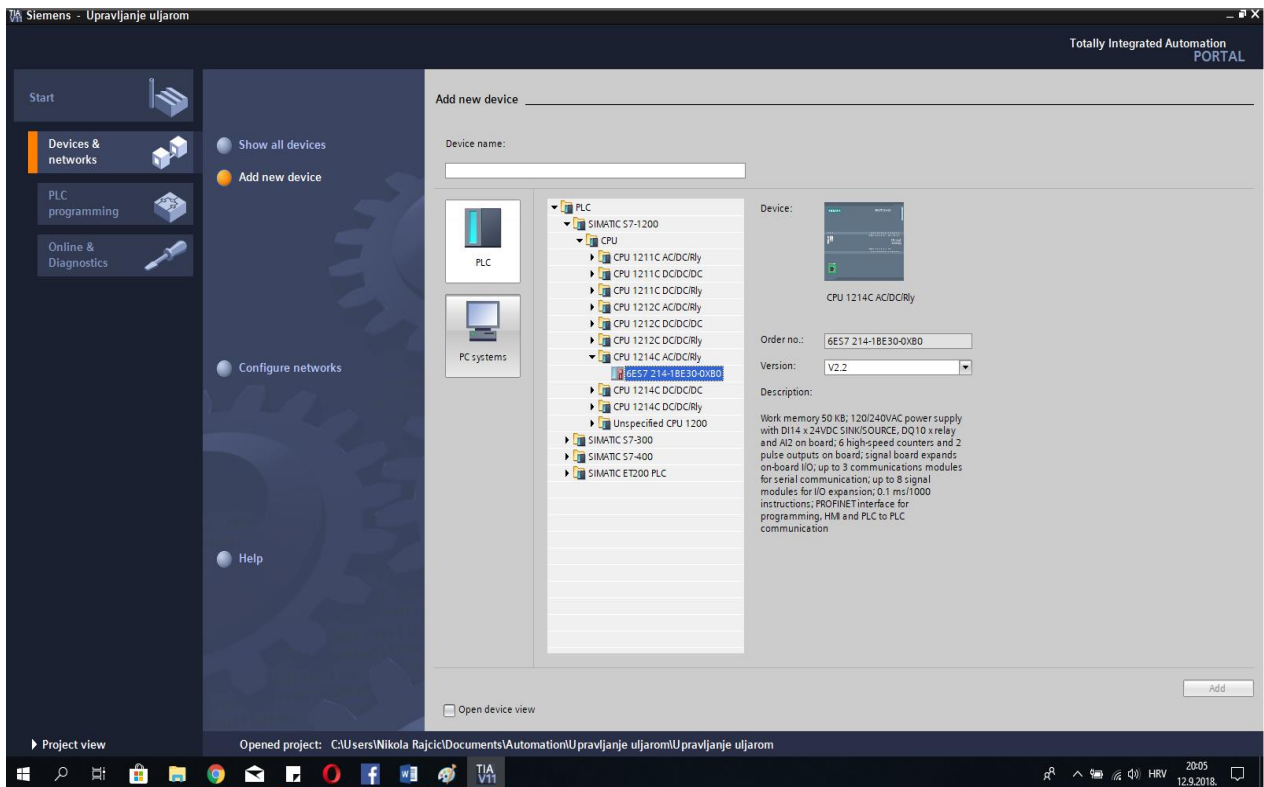 Siemens - Upravljanje uljarom
Totally Integrated Automation
PORTAL
Start
Devices &
networks
PLC
programming
Online &
Diagnostics
Show all devices
Add new device
Configure networks
Help
Add new device
Device name:
PLC
PC systems
PLC
SIMATIC S7-1200
CPU
CPU 1211C AC/DC/Rly
CPU 1211C DC/DC/DC
CPU 1211C DC/DC/Rly
CPU 1212C AC/DC/Rly
CPU 1212C DC/DC/DC
CPU 1212C DC/DC/Rly
CPU 1214C AC/DC/Rly
6ES7 214-1BE30-0XB0
CPU 1214C DC/DC/DC
CPU 1214C DC/DC/Rly
Unspecified CPU 1200
SIMATIC S7-300
SIMATIC S7-400
SIMATIC ET200 PLC
Device:
CPU 1214C AC/DC/Rly
Order no.: 6ES7 214-1BE30-0XB0
Version: V2.2
Description:
Work memory 50 KB; 120/240VAC power supply
with DI14 x 24VDC SINK/SOURCE, DQ10 x relay
and AI2 on board; 6 high-speed counters and 2
pulse outputs on board; signal board expands
on-board I/O; up to 3 communications modules
for serial communication; up to 8 signal
modules for I/O expansion; 0.1 ms/1000
instructions; PROFINET interface for
programming, HMI and PLC to PLC
communication
Add
Open device view
Project view
Opened project: C:\Users\Nikola Rajcic\Documents\Automation\Upravljanje uljarom\Upravljanje uljarom
TIA
V11
HRV
20:05
12.9.2018.